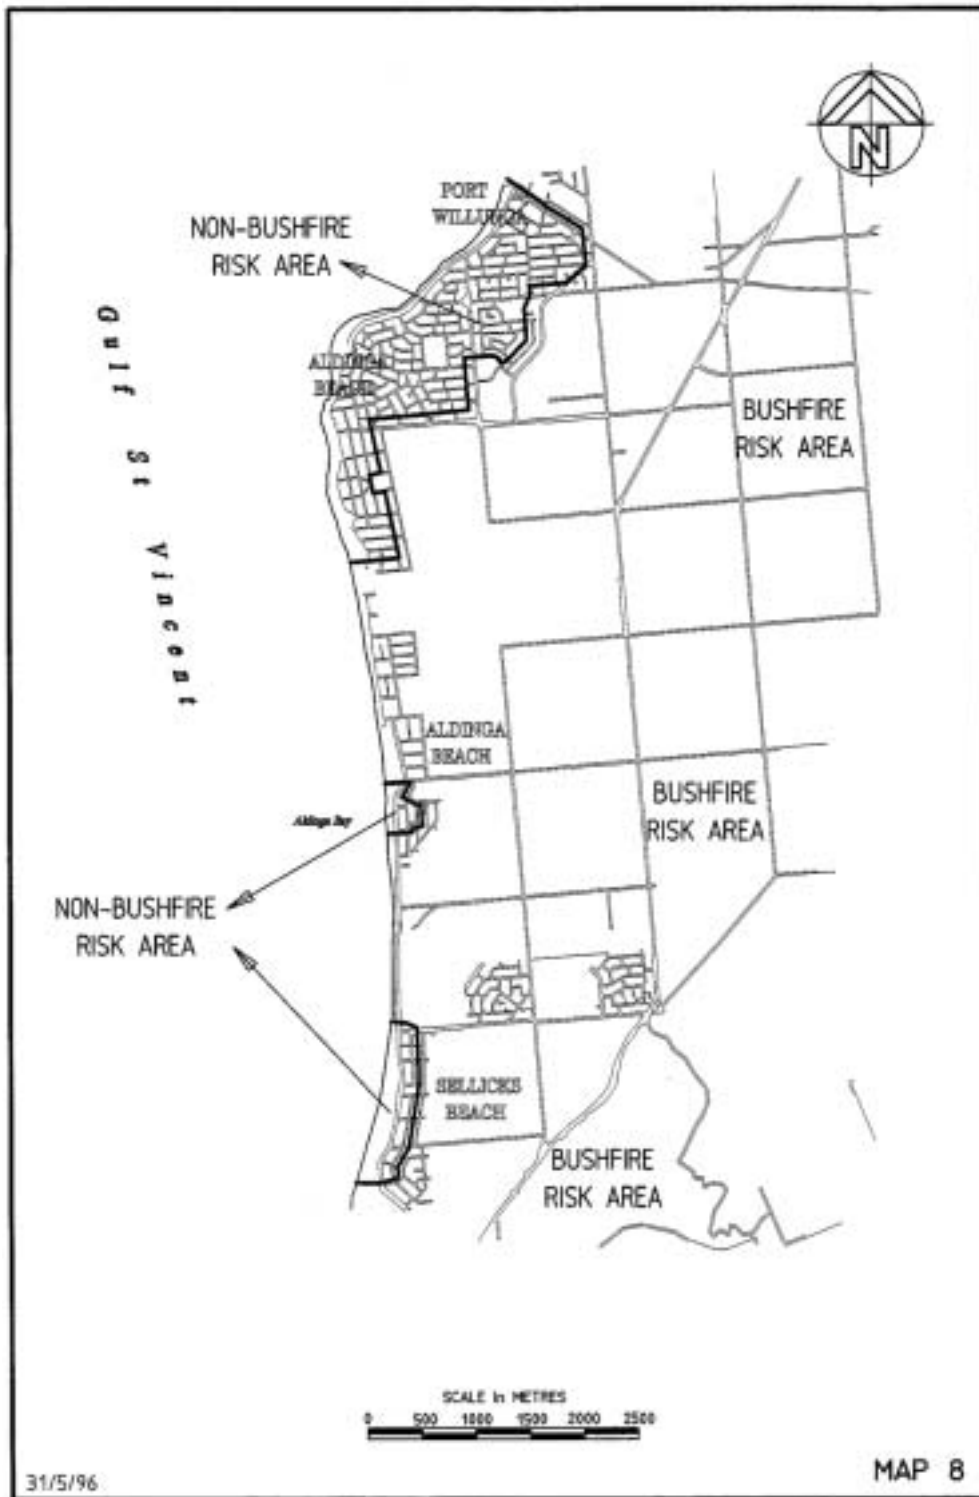 N
PORT
WILLUNGA
NON-BUSHFIRE
RISK AREA
Gulf St Vincent
ALDINGA
BEACH
BUSHFIRE
RISK AREA
ALDINGA
BEACH
BUSHFIRE
RISK AREA
Aldinga Bay
NON-BUSHFIRE
RISK AREA
SELLICKS
BEACH
BUSHFIRE
RISK AREA
SCALE in METRES
0 500 1000 1500 2000 2500
31/5/96
MAP 8